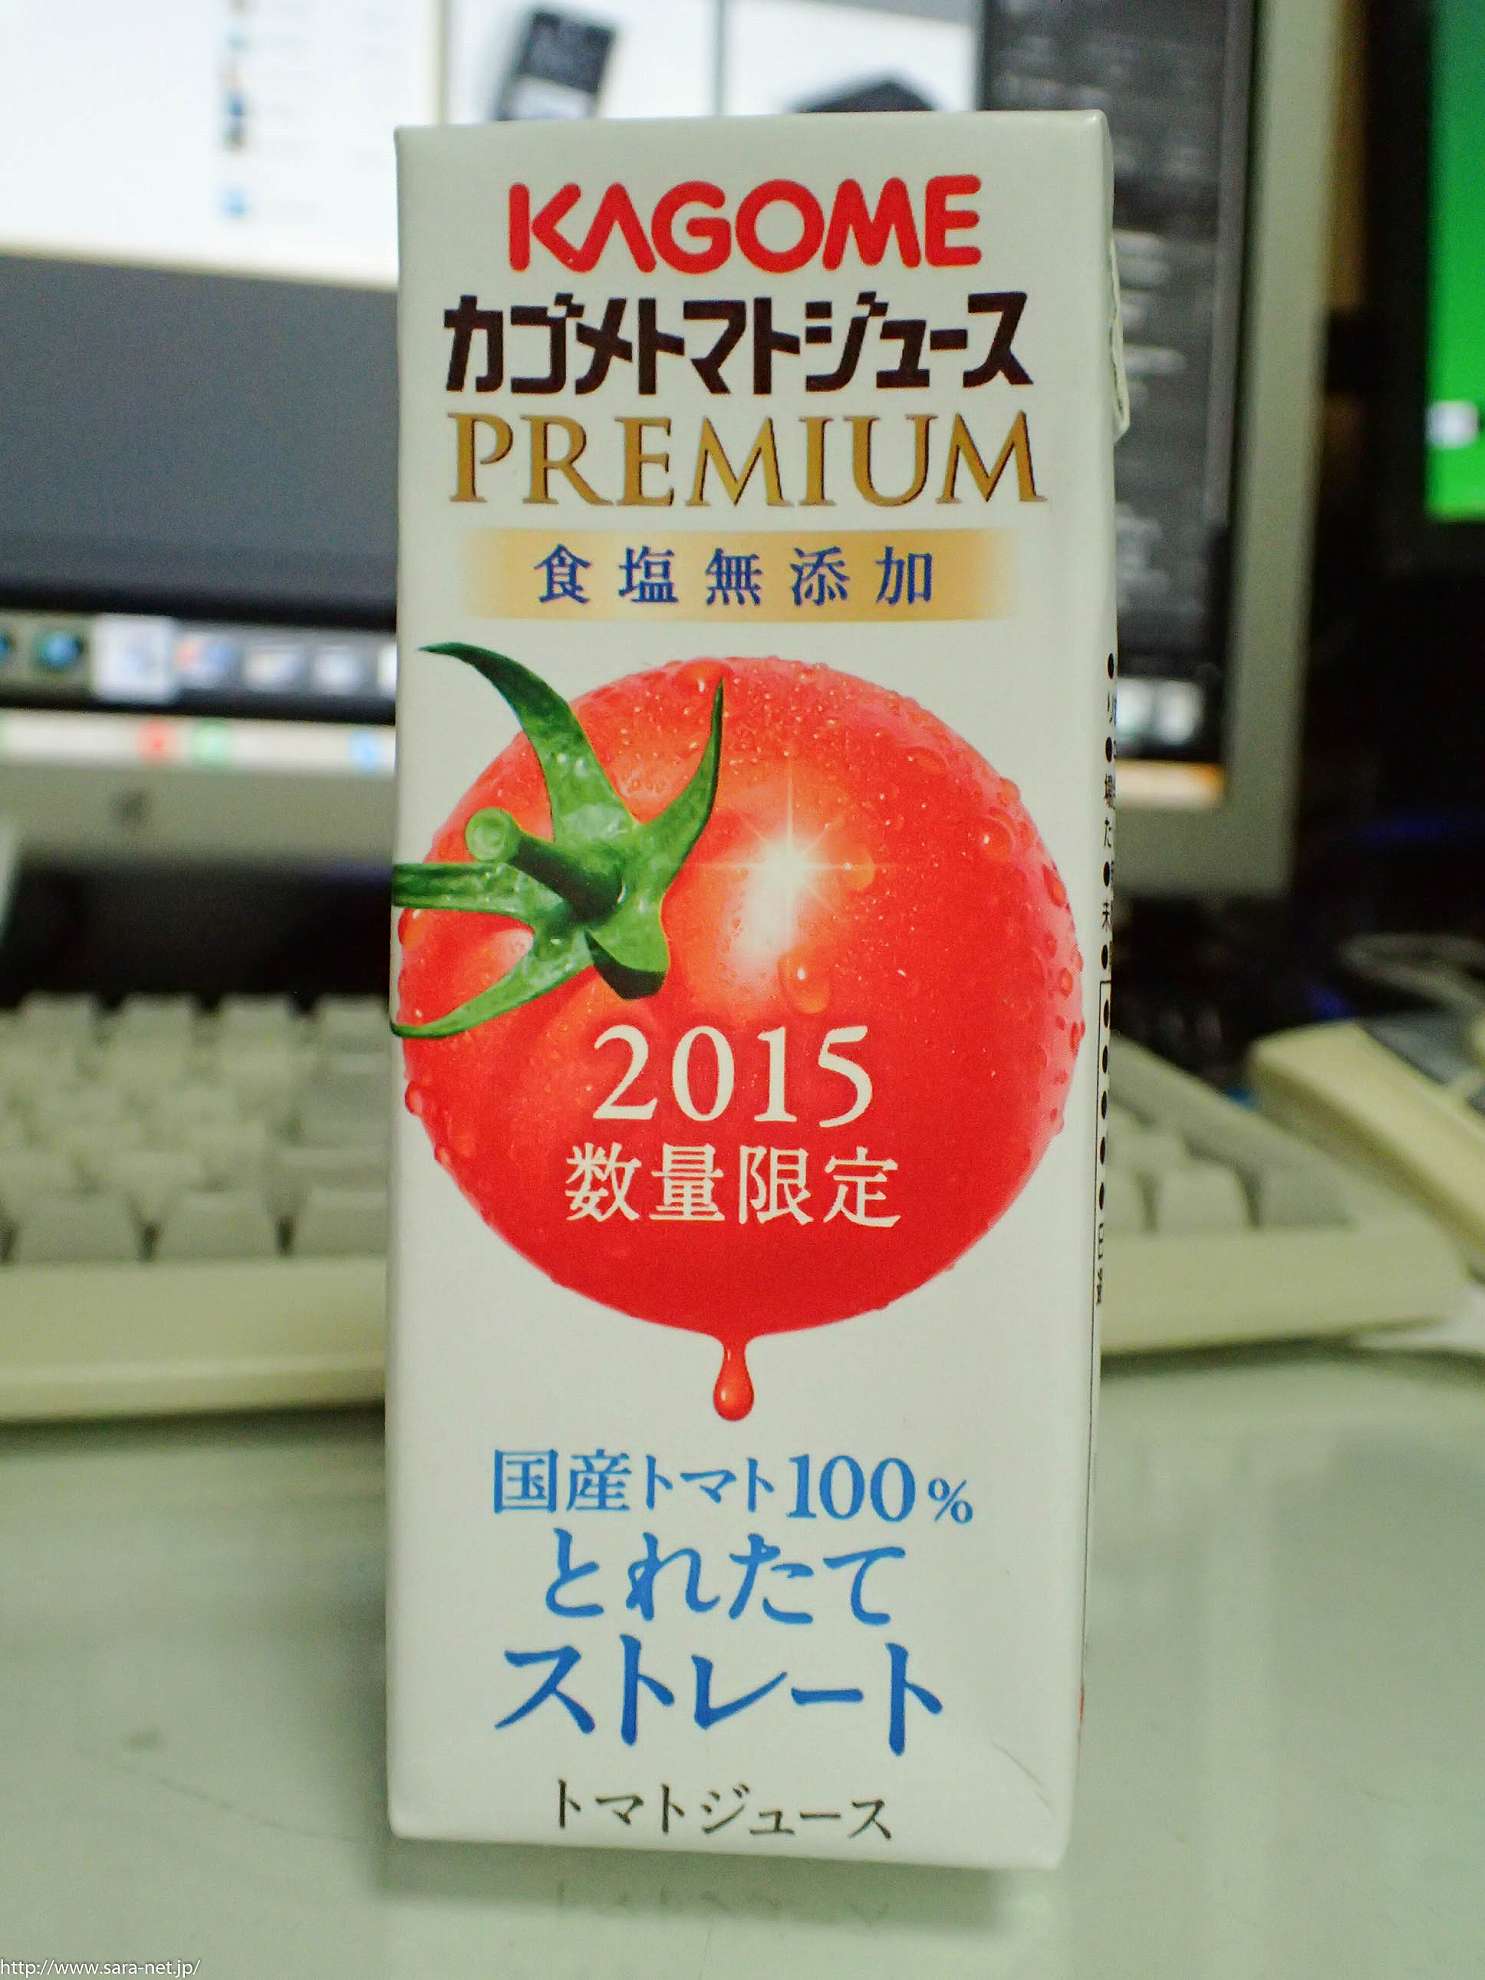 KAGOME
カゴメトマトジュース
PREMIUM
食塩無添加
2015
数量限定
国産トマト100%
とれたて
ストレート
トマトジュース
http://www.sara-net.jp/